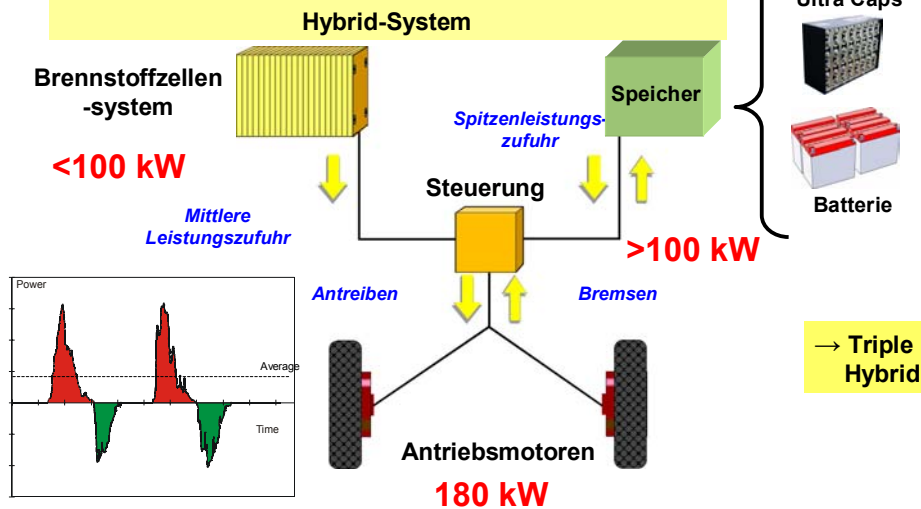 Ultra Caps
Hybrid-System
Brennstoffzellen
-system
Speicher
Spitzenleistungs-
zufuhr
<100 kW
Steuerung
Batterie
Mittlere
Leistungszufuhr
>100 kW
Power
Antreiben
Bremsen
Average
→ Triple
Hybrid
Time
Antriebsmotoren
180 kW